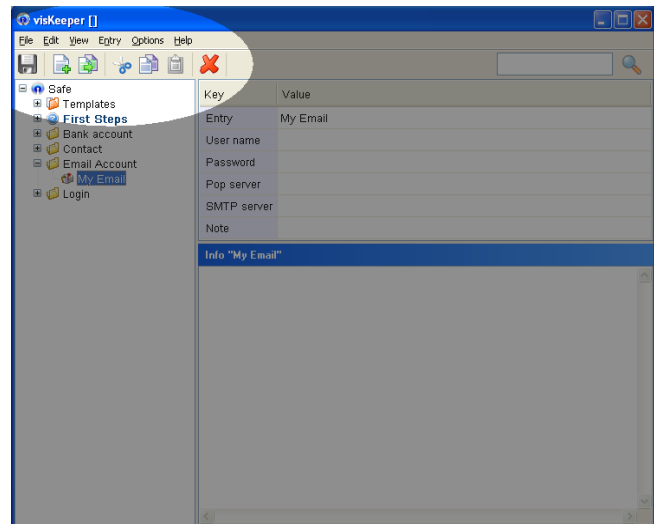 visKeeper []
File Edit View Entry Options Help
Safe
Templates
First Steps
Bank account
Contact
Email Account
My Email
Login
Key Value
Entry My Email
User name
Password
Pop server
SMTP server
Note
Info "My Email"